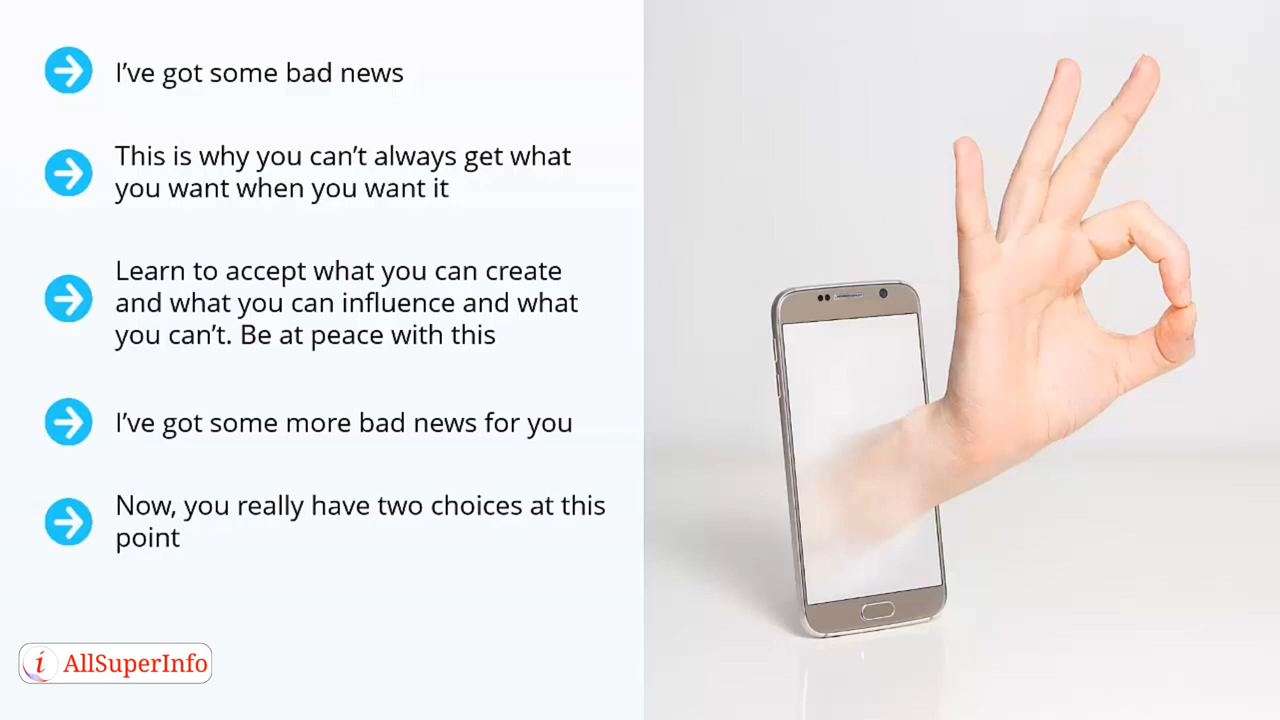 I’ve got some bad news
This is why you can’t always get what
you want when you want it
Learn to accept what you can create
and what you can influence and what
you can’t. Be at peace with this
I’ve got some more bad news for you
Now, you really have two choices at this
point
i AllSuperInfo